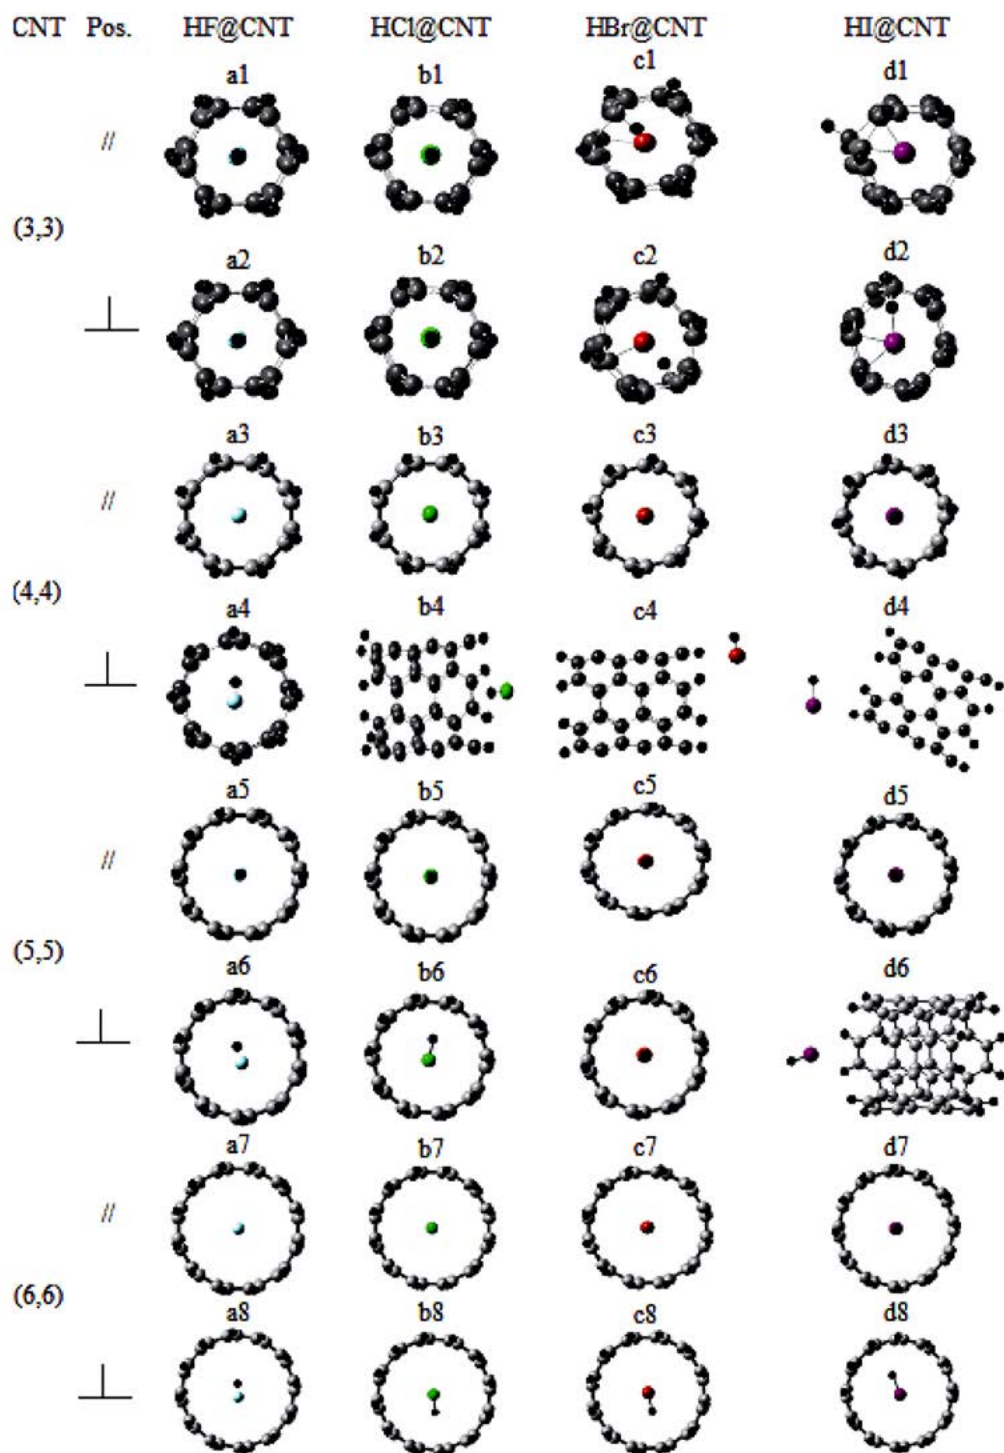 CNT Pos. HF@CNT HCl@CNT HBr@CNT HI@CNT
a1 b1 c1 d1
//
(3,3)
a2 b2 c2 d2
⊥
a3 b3 c3 d3
//
(4,4)
a4 b4 c4 d4
⊥
a5 b5 c5 d5
//
(5,5)
a6 b6 c6 d6
⊥
a7 b7 c7 d7
//
(6,6)
a8 b8 c8 d8
⊥